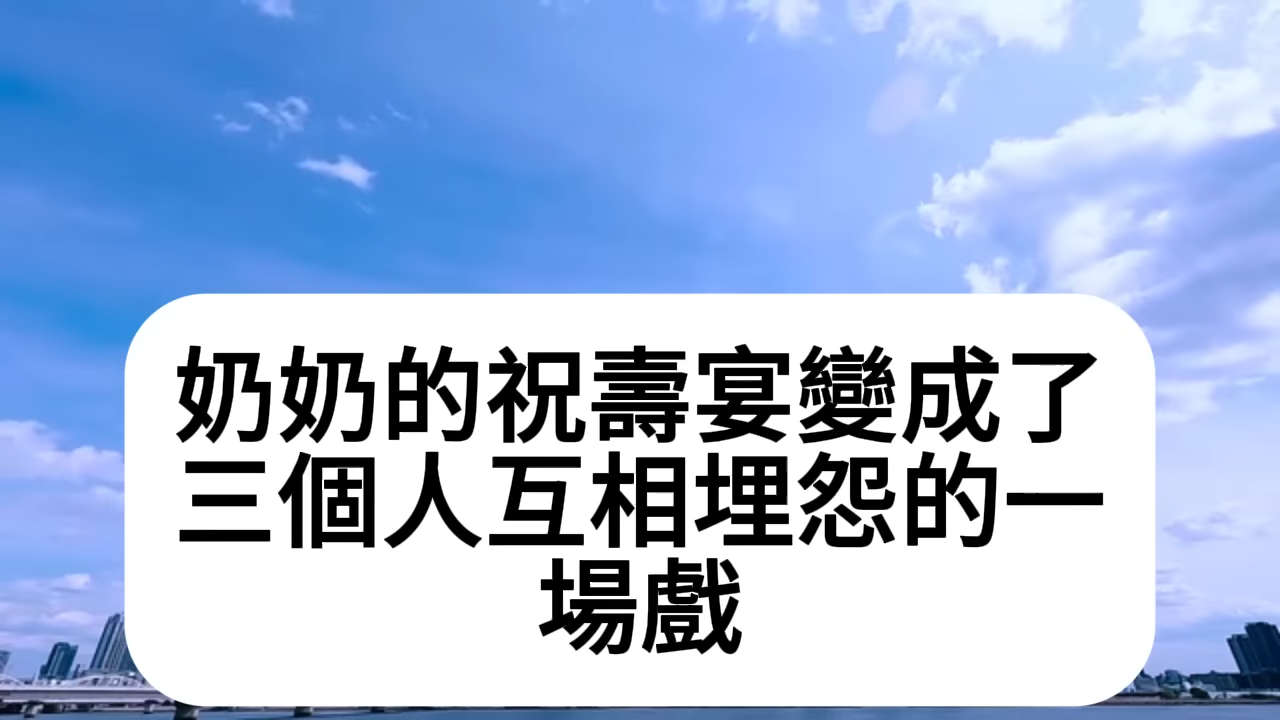 奶奶的祝壽宴變成了
三個人互相埋怨的一
場戲